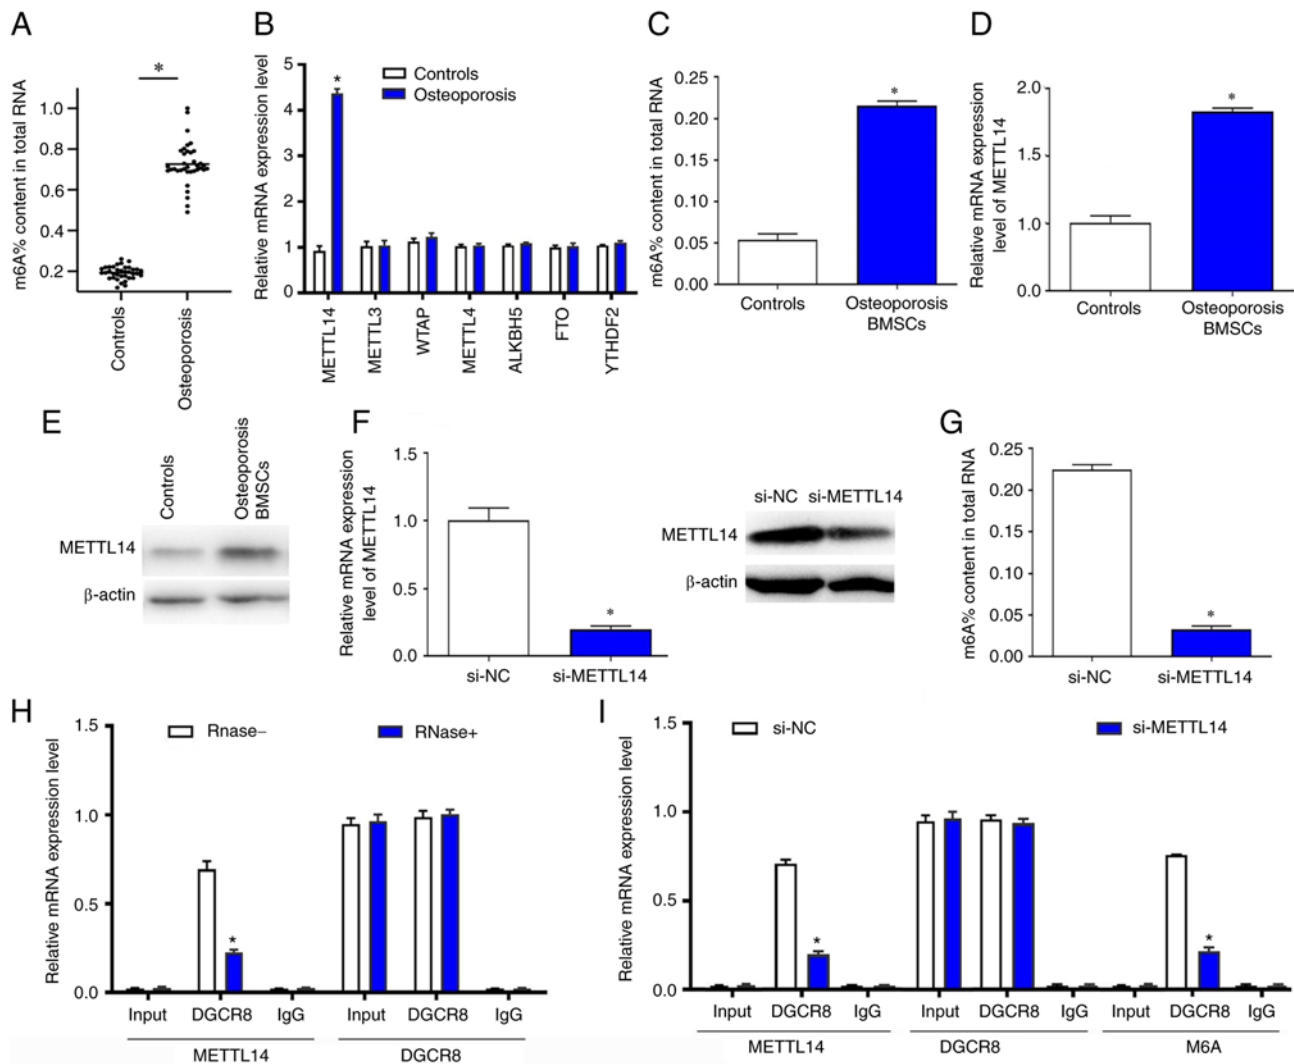 A
m6A% content in total RNA
1.0
0.8
0.6
0.4
0.2
*
Controls
Osteoporosis
B
Relative mRNA expression level
5
4
2
1
0
*
Controls
Osteoporosis
METTL14
METTL3
WTAP
METTL4
ALKBH5
FTO
YTHDF2
C
m6A% content in total RNA
0.25
0.20
0.15
0.10
0.05
0.00
*
Controls
Osteoporosis
BMSCs
D
Relative mRNA expression
level of METTL14
2.0
1.5
1.0
0.5
0.0
*
Controls
Osteoporosis
BMSCs
E
Controls
Osteoporosis
BMSCs
METTL14
β-actin
F
Relative mRNA expression
level of METTL14
1.5
1.0
0.5
0.0
*
si-NC
si-METTL14
si-NC si-METTL14
METTL14
β-actin
G
m6A% content in total RNA
0.25
0.20
0.15
0.10
0.05
0.00
*
si-NC
si-METTL14
H
Relative mRNA expression level
1.5
1.0
0.5
0.0
Rnase−
RNase+
*
Input DGCR8 IgG Input DGCR8 IgG
METTL14 DGCR8
I
Relative mRNA expression level
1.5
1.0
0.5
0.0
si-NC
si-METTL14
*
*
Input DGCR8 IgG Input DGCR8 IgG Input DGCR8 IgG
METTL14 DGCR8 M6A